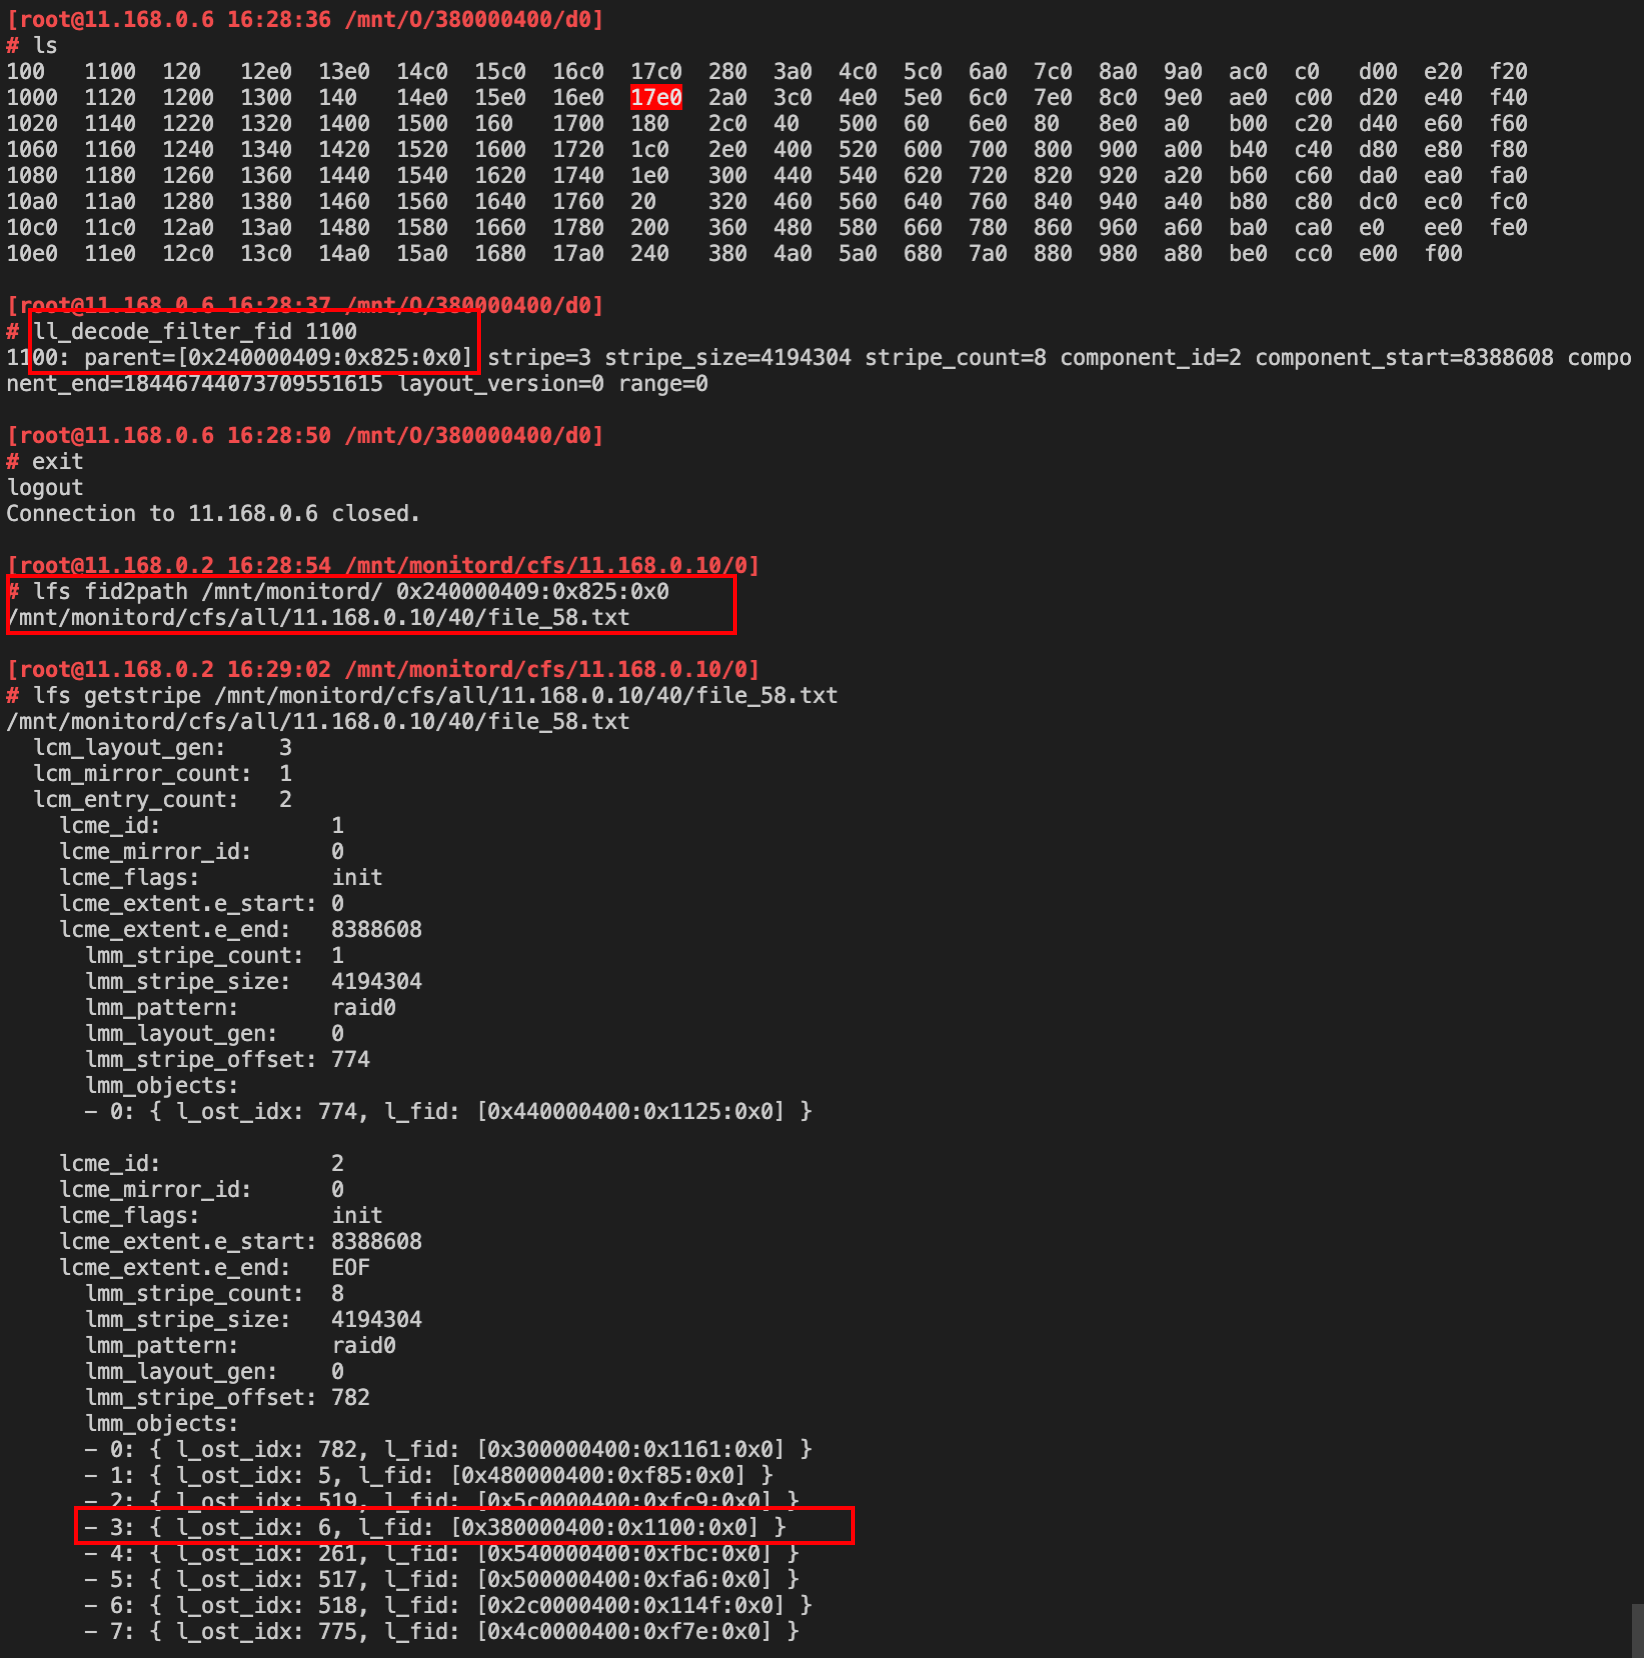 [root@11.168.0.6 16:28:36 /mnt/O/380000400/d0]
# ls
100   1100  120   12e0  13e0  14c0  15c0  16c0  17c0  280  3a0  4c0  5c0  6a0  7c0  8a0  9a0  ac0  c0   d00  e20  f20
1000  1120  1200  1300  140   14e0  15e0  16e0  17e0  2a0  3c0  4e0  5e0  6c0  7e0  8c0  9e0  ae0  c00  d20  e40  f40
1020  1140  1220  1320  1400  1500  160   1700  180   2c0  40   500  60   6e0  80   8e0  a0   b00  c20  d40  e60  f60
1060  1160  1240  1340  1420  1520  1600  1720  1c0   2e0  400  520  600  700  800  900  a00  b40  c40  d80  e80  f80
1080  1180  1260  1360  1440  1540  1620  1740  1e0   300  440  540  620  720  820  920  a20  b60  c60  da0  ea0  fa0
10a0  11a0  1280  1380  1460  1560  1640  1760  20    320  460  560  640  760  840  940  a40  b80  c80  dc0  ec0  fc0
10c0  11c0  12a0  13a0  1480  1580  1660  1780  200   360  480  580  660  780  860  960  a60  ba0  ca0  e0   ee0  fe0
10e0  11e0  12c0  13c0  14a0  15a0  1680  17a0  240   380  4a0  5a0  680  7a0  880  980  a80  be0  cc0  e00  f00
[root@11.168.0.6 16:28:37 /mnt/O/380000400/d0]
# ll_decode_filter_fid 1100
1100: parent=[0x240000409:0x825:0x0] stripe=3 stripe_size=4194304 stripe_count=8 component_id=2 component_start=8388608 compo
nent_end=18446744073709551615 layout_version=0 range=0
[root@11.168.0.6 16:28:50 /mnt/O/380000400/d0]
# exit
logout
Connection to 11.168.0.6 closed.
[root@11.168.0.2 16:28:54 /mnt/monitord/cfs/11.168.0.10/0]
# lfs fid2path /mnt/monitord/ 0x240000409:0x825:0x0
/mnt/monitord/cfs/all/11.168.0.10/40/file_58.txt
[root@11.168.0.2 16:29:02 /mnt/monitord/cfs/11.168.0.10/0]
# lfs getstripe /mnt/monitord/cfs/all/11.168.0.10/40/file_58.txt
/mnt/monitord/cfs/all/11.168.0.10/40/file_58.txt
  lcm_layout_gen:    3
  lcm_mirror_count:  1
  lcm_entry_count:   2
    lcme_id:             1
    lcme_mirror_id:      0
    lcme_flags:          init
    lcme_extent.e_start: 0
    lcme_extent.e_end:   8388608
      lmm_stripe_count:  1
      lmm_stripe_size:   4194304
      lmm_pattern:       raid0
      lmm_layout_gen:    0
      lmm_stripe_offset: 774
      lmm_objects:
      - 0: { l_ost_idx: 774, l_fid: [0x440000400:0x1125:0x0] }
    lcme_id:             2
    lcme_mirror_id:      0
    lcme_flags:          init
    lcme_extent.e_start: 8388608
    lcme_extent.e_end:   EOF
      lmm_stripe_count:  8
      lmm_stripe_size:   4194304
      lmm_pattern:       raid0
      lmm_layout_gen:    0
      lmm_stripe_offset: 782
      lmm_objects:
      - 0: { l_ost_idx: 782, l_fid: [0x300000400:0x1161:0x0] }
      - 1: { l_ost_idx: 5, l_fid: [0x480000400:0xf85:0x0] }
      - 2: { l_ost_idx: 519, l_fid: [0x5c0000400:0xfc9:0x0] }
      - 3: { l_ost_idx: 6, l_fid: [0x380000400:0x1100:0x0] }
      - 4: { l_ost_idx: 261, l_fid: [0x540000400:0xfbc:0x0] }
      - 5: { l_ost_idx: 517, l_fid: [0x500000400:0xfa6:0x0] }
      - 6: { l_ost_idx: 518, l_fid: [0x2c0000400:0x114f:0x0] }
      - 7: { l_ost_idx: 775, l_fid: [0x4c0000400:0xf7e:0x0] }